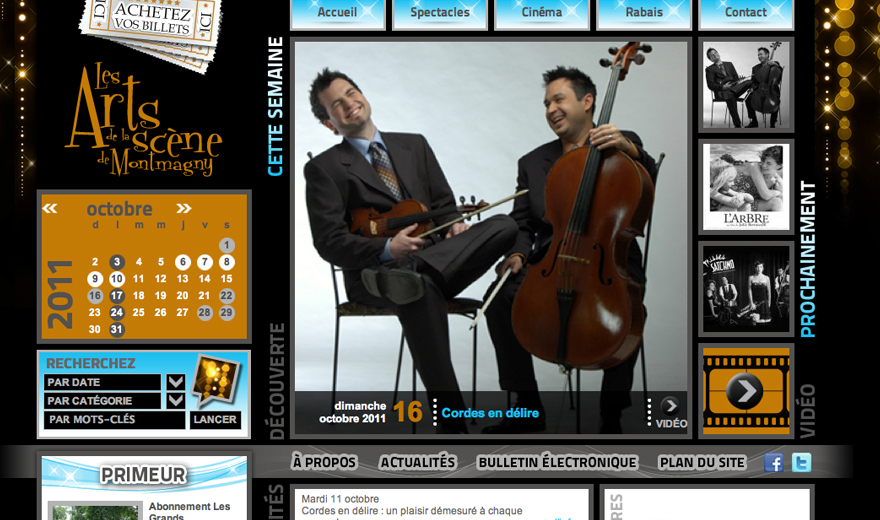 ACHETEZ
VOS BILLETS
Accueil
Spectacles
Cinéma
Rabais
Contact
Les
Arts
de la scène
de Montmagny
CETTE SEMAINE
DÉCOUVERTE
octobre
d l m m j v s
1
2 3 4 5 6 7 8
9 10 11 12 13 14 15
16 17 18 19 20 21 22
23 24 25 26 27 28 29
30 31
2011
RECHERCHEZ
PAR DATE
PAR CATÉGORIE
PAR MOTS-CLÉS
LANCER
dimanche
octobre 2011
16
Cordes en délire
VIDÉO
L'ARBRE
SATCHMO
PROCHAINEMENT
VIDÉO
À PROPOS
ACTUALITÉS
BULLETIN ÉLECTRONIQUE
PLAN DU SITE
PRIMEUR
Abonnement Les
Grands
Mardi 11 octobre
Cordes en délire : un plaisir démesuré à chaque